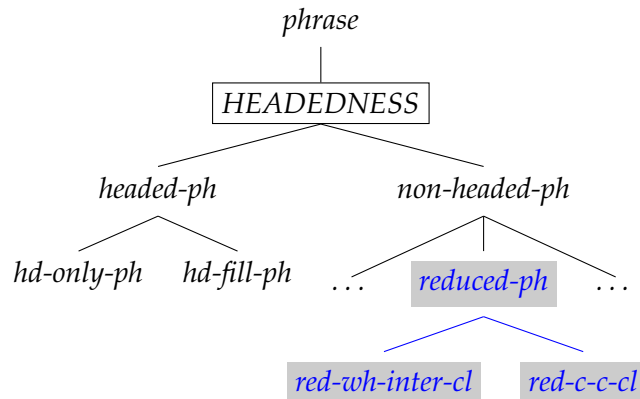 phrase
HEADEDNESS
headed-ph non-headed-ph
hd-only-ph hd-fill-ph ... reduced-ph ...
red-wh-inter-cl red-c-c-cl